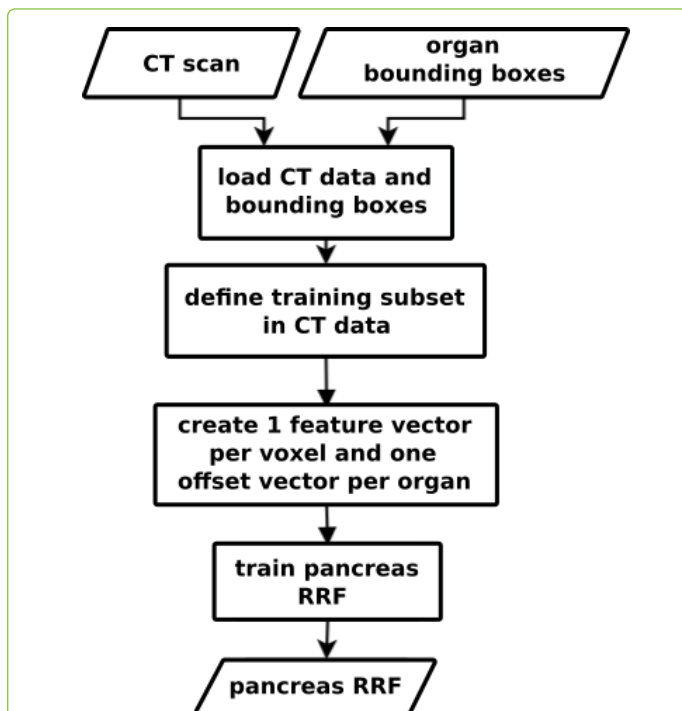 CT scan
organ
bounding boxes
load CT data and
bounding boxes
define training subset
in CT data
create 1 feature vector
per voxel and one
offset vector per organ
train pancreas
RRF
pancreas RRF